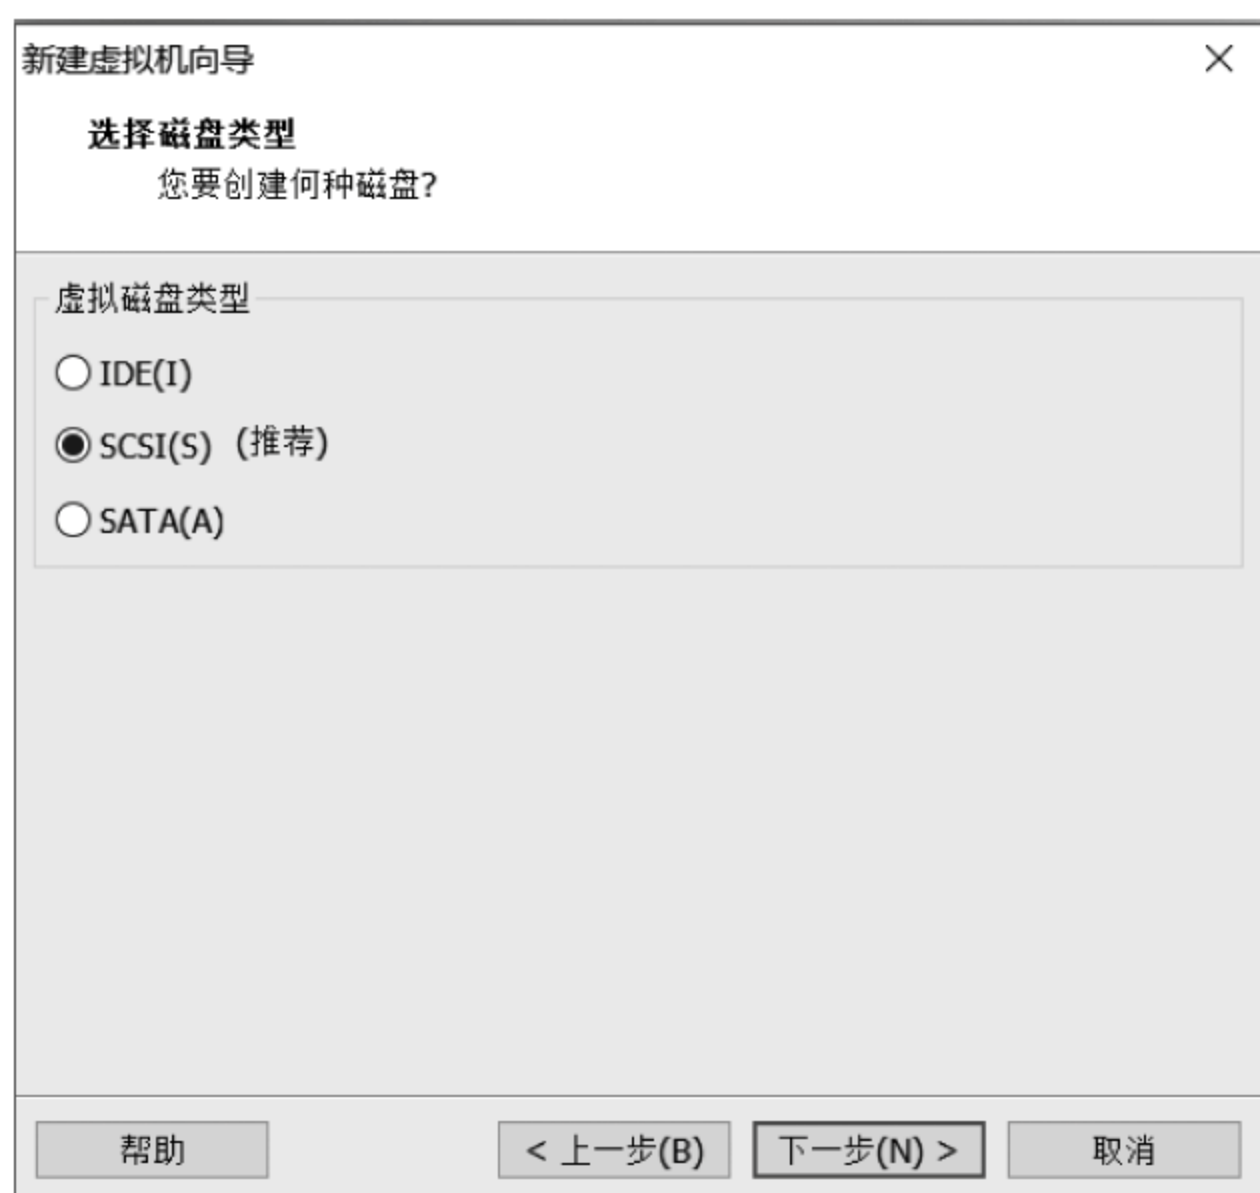 新建虚拟机向导
选择磁盘类型
您要创建何种磁盘?
虚拟磁盘类型
IDE(I)
SCSI(S) (推荐)
SATA(A)
帮助 < 上一步(B) 下一步(N) > 取消